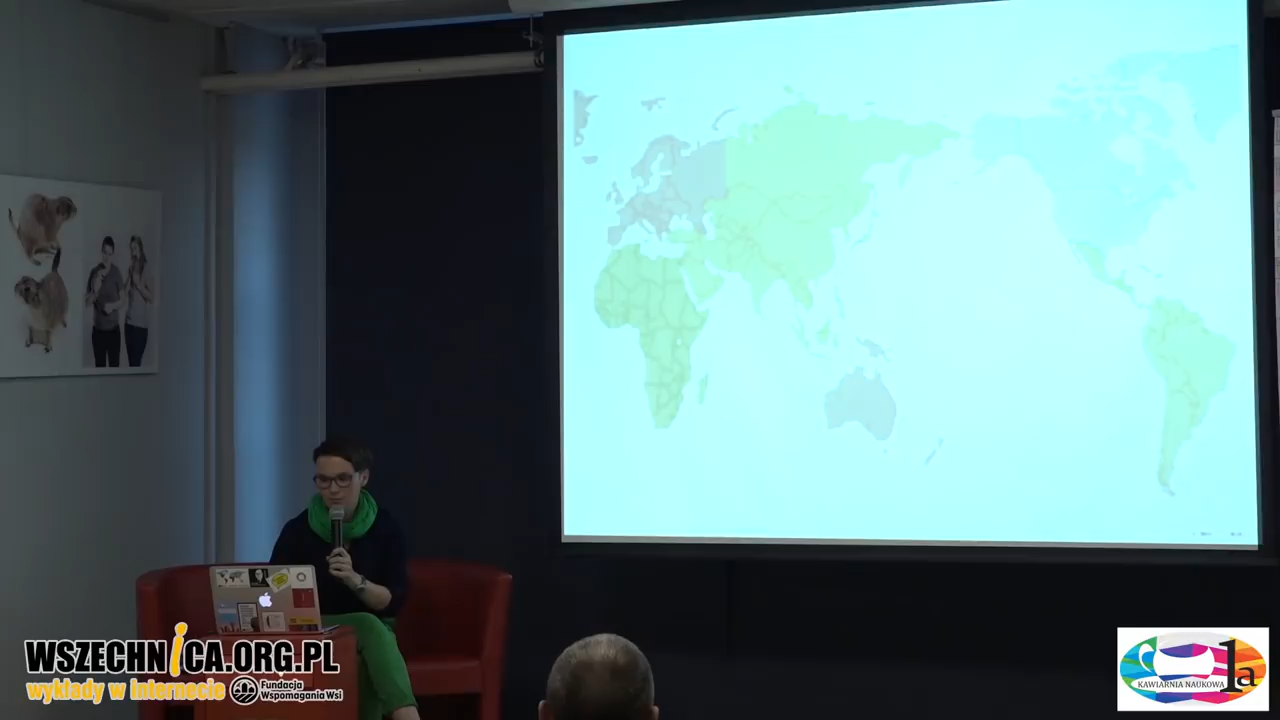 WSZECHNICA.ORG.PL
wykłady w internecie
Fundacja
Wspomagania Wsi
KAWIARNIA NAUKOWA
1a